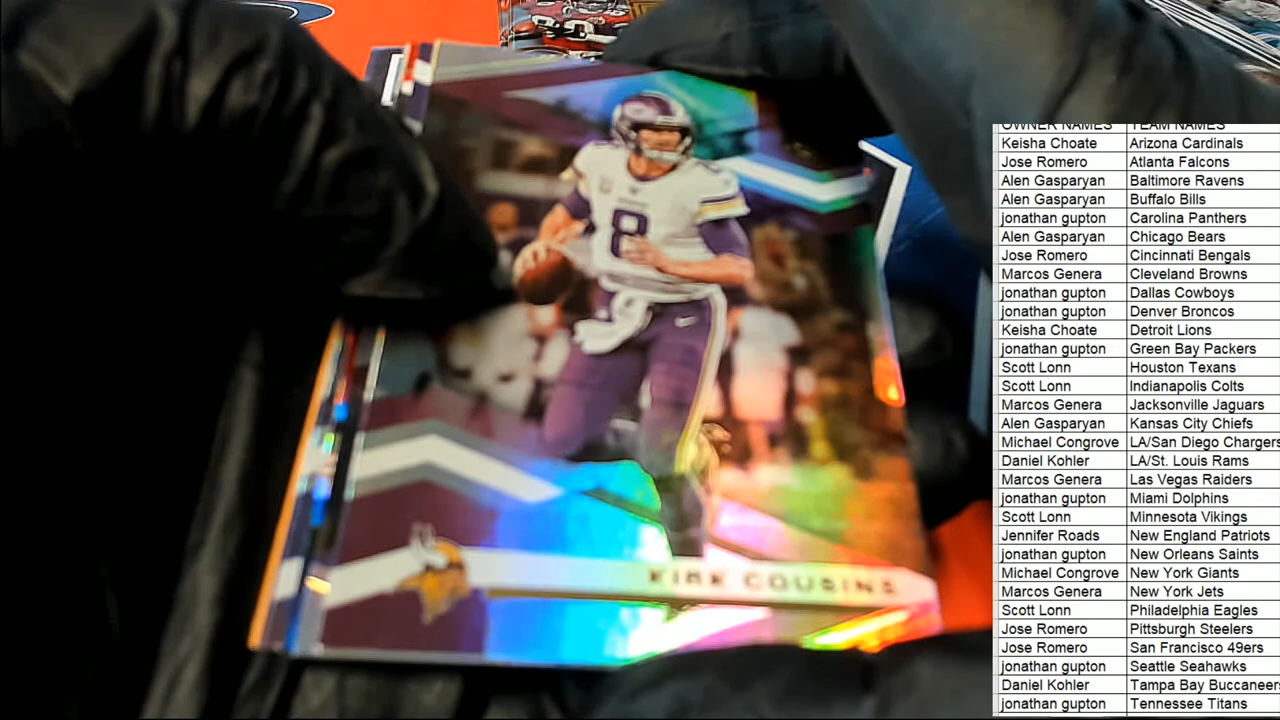 OWNER NAMES TEAM NAMES
Keisha Choate Arizona Cardinals
Jose Romero Atlanta Falcons
Alen Gasparyan Baltimore Ravens
Alen Gasparyan Buffalo Bills
jonathan gupton Carolina Panthers
Alen Gasparyan Chicago Bears
Jose Romero Cincinnati Bengals
Marcos Genera Cleveland Browns
jonathan gupton Dallas Cowboys
jonathan gupton Denver Broncos
Keisha Choate Detroit Lions
jonathan gupton Green Bay Packers
Scott Lonn Houston Texans
Scott Lonn Indianapolis Colts
Marcos Genera Jacksonville Jaguars
Alen Gasparyan Kansas City Chiefs
Michael Congrove LA/San Diego Chargers
Daniel Kohler LA/St. Louis Rams
Marcos Genera Las Vegas Raiders
jonathan gupton Miami Dolphins
Scott Lonn Minnesota Vikings
Jennifer Roads New England Patriots
jonathan gupton New Orleans Saints
Michael Congrove New York Giants
Marcos Genera New York Jets
Scott Lonn Philadelphia Eagles
Jose Romero Pittsburgh Steelers
Jose Romero San Francisco 49ers
jonathan gupton Seattle Seahawks
Daniel Kohler Tampa Bay Buccaneers
jonathan gupton Tennessee Titans
8
KIRK COUSINS